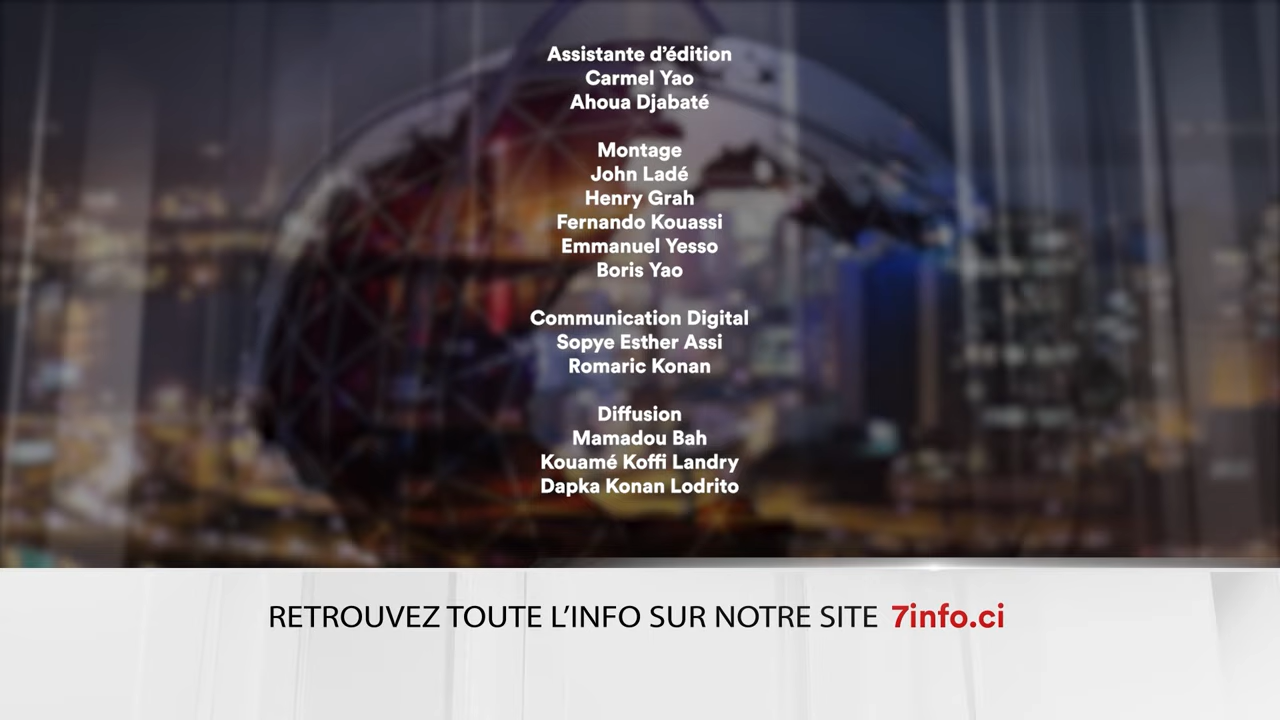 Assistante d’édition
Carmel Yao
Ahoua Djabaté
Montage
John Ladé
Henry Grah
Fernando Kouassi
Emmanuel Yesso
Boris Yao
Communication Digital
Sopye Esther Assi
Romaric Konan
Diffusion
Mamadou Bah
Kouamé Koffi Landry
Dapka Konan Lodrito
RETROUVEZ TOUTE L’INFO SUR NOTRE SITE 7info.ci